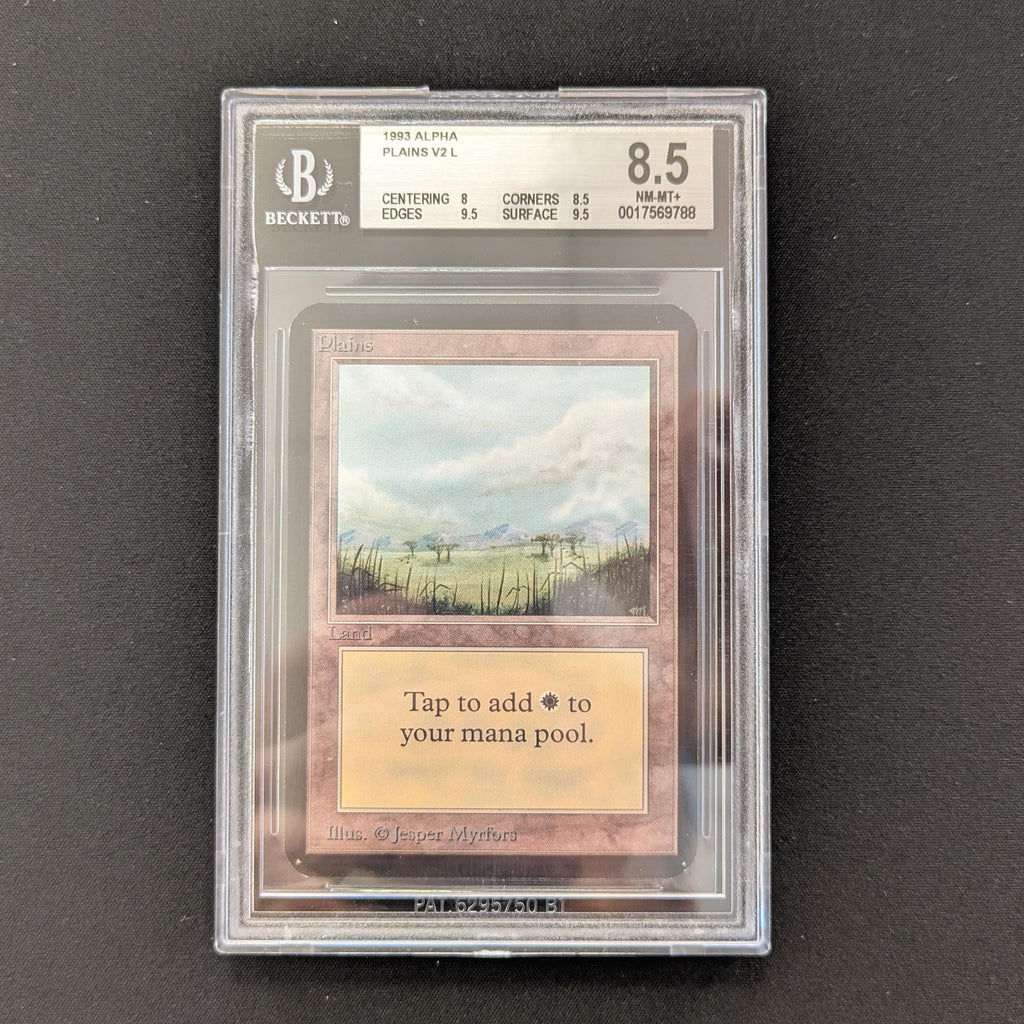 1993 ALPHA
PLAINS V2 L
8.5
NM-MT+
0017569788
CENTERING 8 CORNERS 8.5
EDGES 9.5 SURFACE 9.5
B
BECKETT®
Plains
Land
Tap to add to
your mana pool.
Illus. © Jesper Myrfors
PAT.6295750 B1